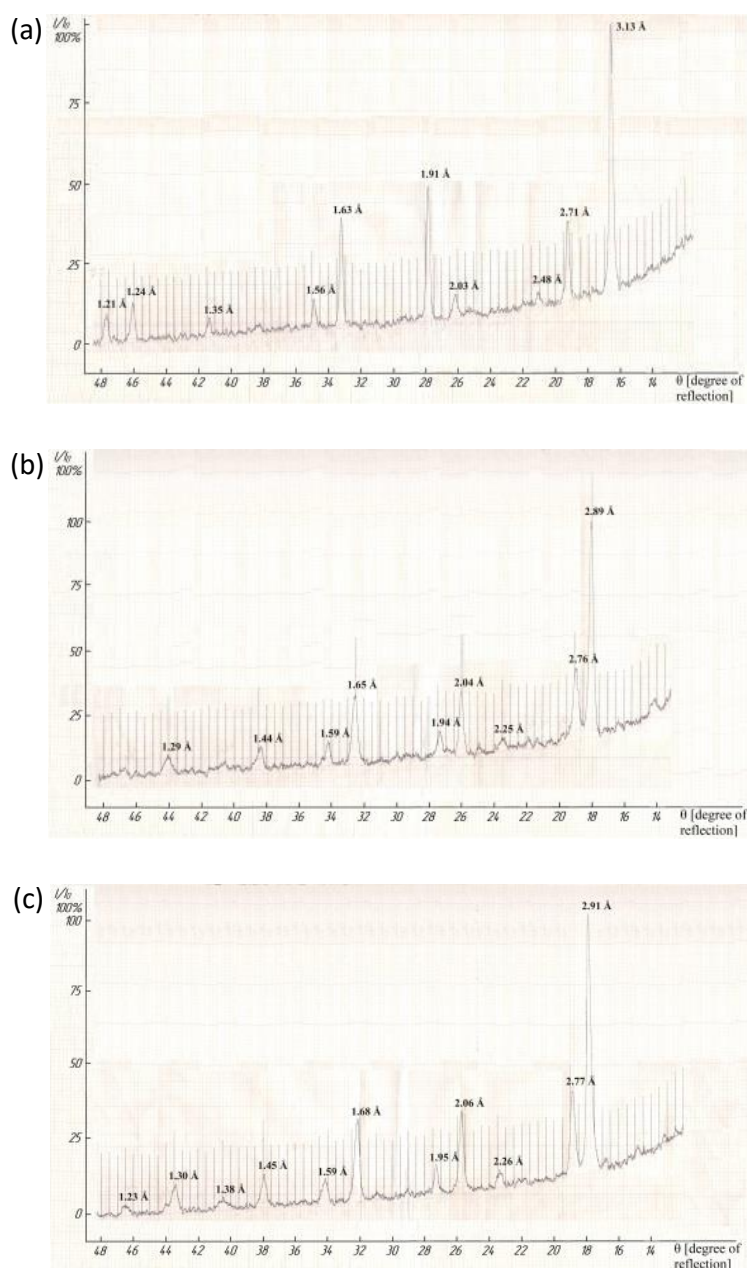 (a)
I/I₀
100%
3.13 Å
75
50
1.91 Å
1.63 Å
2.71 Å
25
1.21 Å 1.24 Å 1.35 Å 1.56 Å 2.03 Å 2.48 Å
0
48 46 44 42 40 38 36 34 32 30 28 26 24 22 20 18 16 14 θ [degree of
reflection]
(b)
I/I₀
100%
100
2.89 Å
75
50
2.76 Å
1.65 Å 2.04 Å
25
1.29 Å 1.44 Å 1.59 Å 1.94 Å 2.25 Å
0
48 46 44 42 40 38 36 34 32 30 28 26 24 22 20 18 16 14 θ [degree of
reflection]
(c)
I/I₀
100%
100
2.91 Å
75
50
2.77 Å
1.68 Å 2.06 Å
25
1.23 Å 1.30 Å 1.38 Å 1.45 Å 1.59 Å 1.95 Å 2.26 Å
0
48 46 44 42 40 38 36 34 32 30 28 26 24 22 20 18 16 14 θ [degree of
reflection]